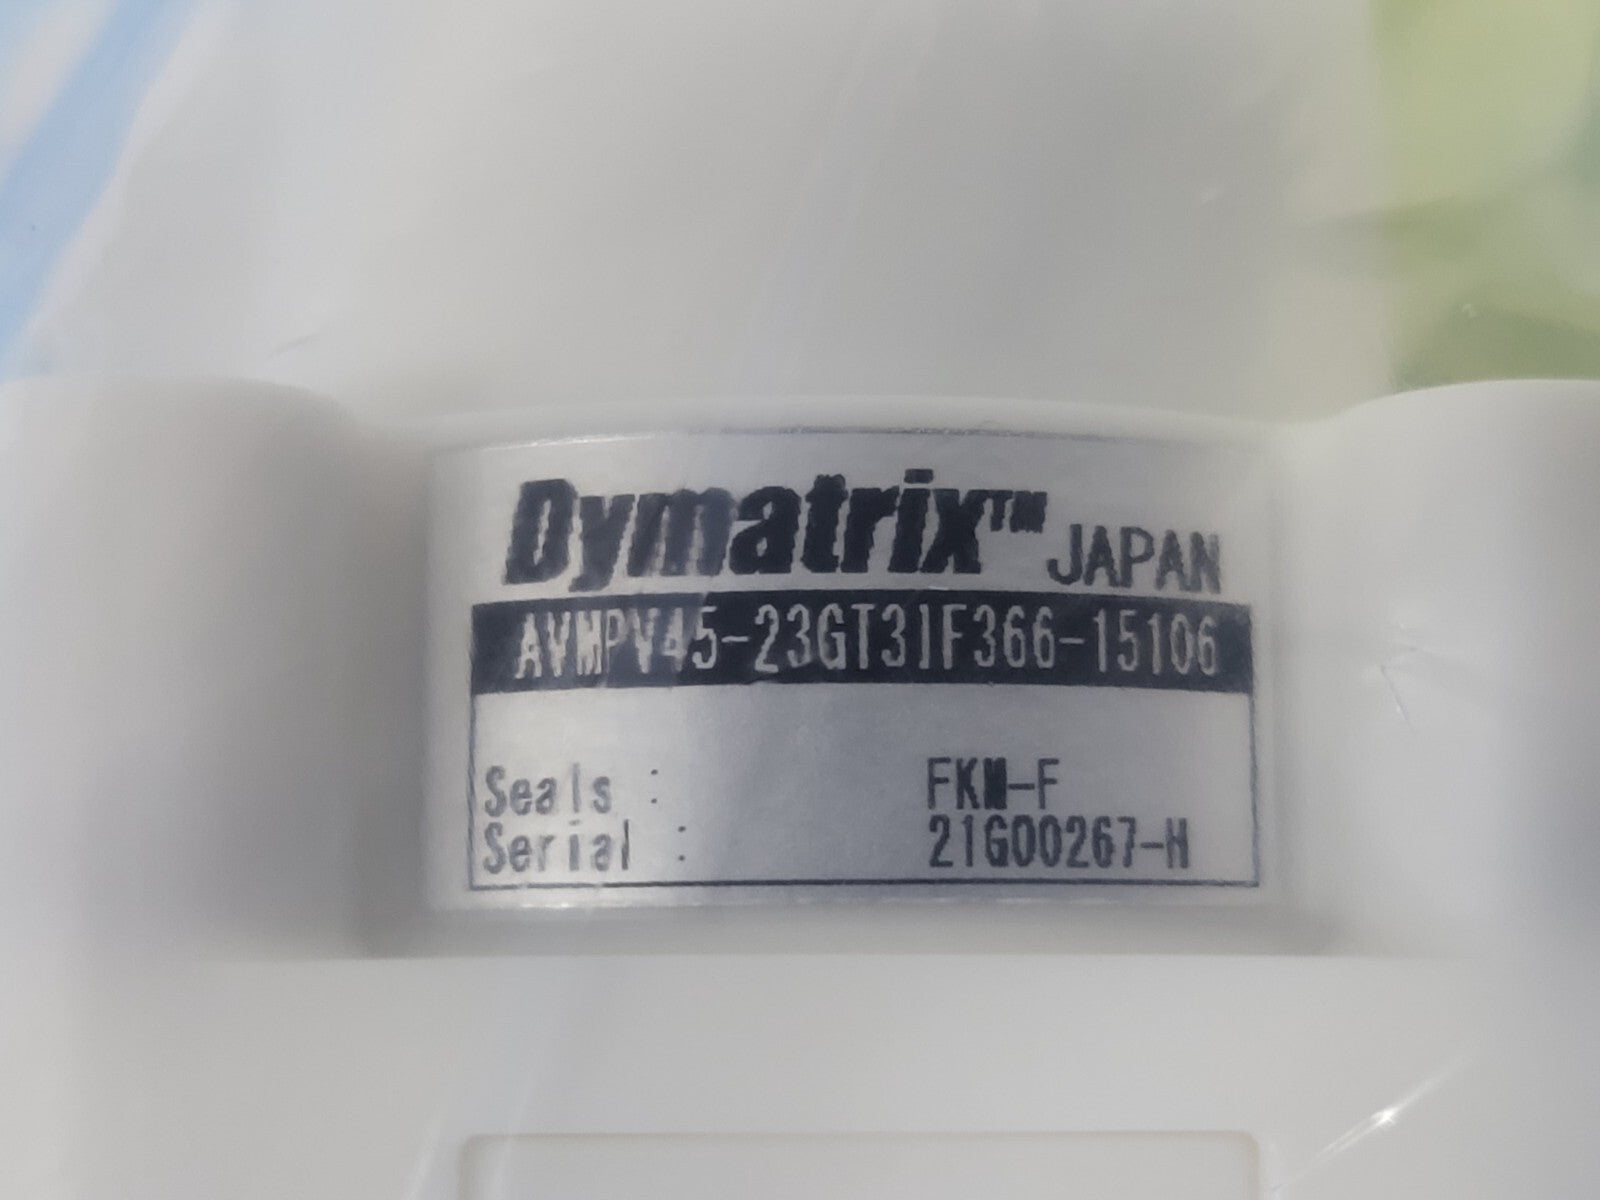 Dymatrix™ JAPAN
AVMPV45-23GT31F366-15106
Seals : FKM-F
Serial : 21G00267-H